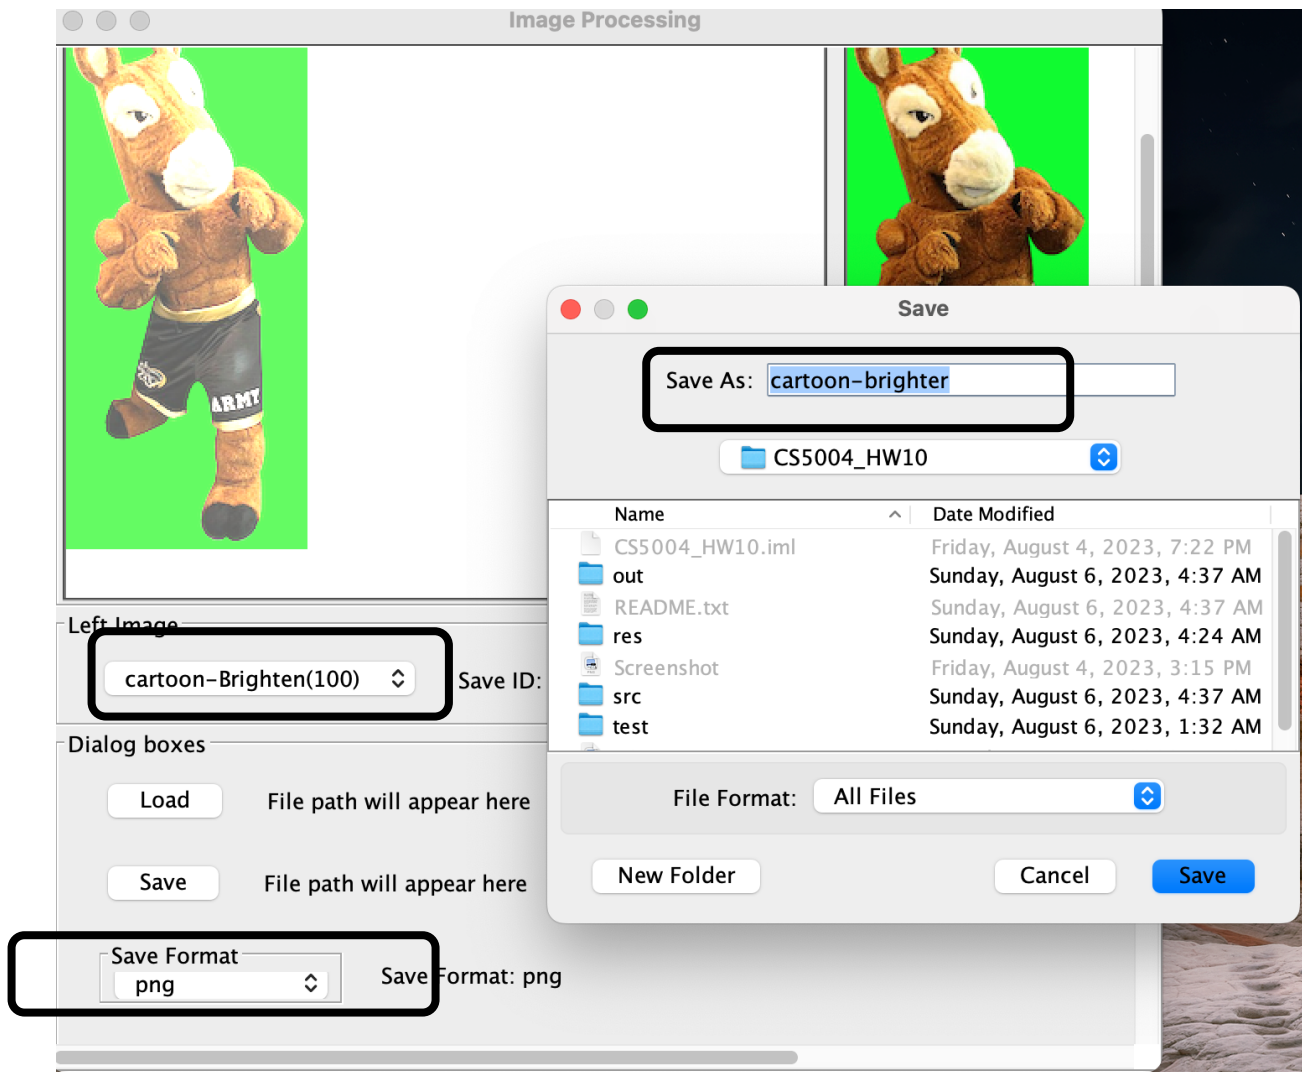 Image Processing
ARMY
Save
Save As: cartoon-brighter
CS5004_HW10
Name Date Modified
CS5004_HW10.iml Friday, August 4, 2023, 7:22 PM
out Sunday, August 6, 2023, 4:37 AM
README.txt Sunday, August 6, 2023, 4:37 AM
res Sunday, August 6, 2023, 4:24 AM
Screenshot Friday, August 4, 2023, 3:15 PM
src Sunday, August 6, 2023, 4:37 AM
test Sunday, August 6, 2023, 1:32 AM
File Format: All Files
New Folder Cancel Save
Left Image
cartoon-Brighten(100) Save ID:
Dialog boxes
Load File path will appear here
Save File path will appear here
Save Format
png Save Format: png